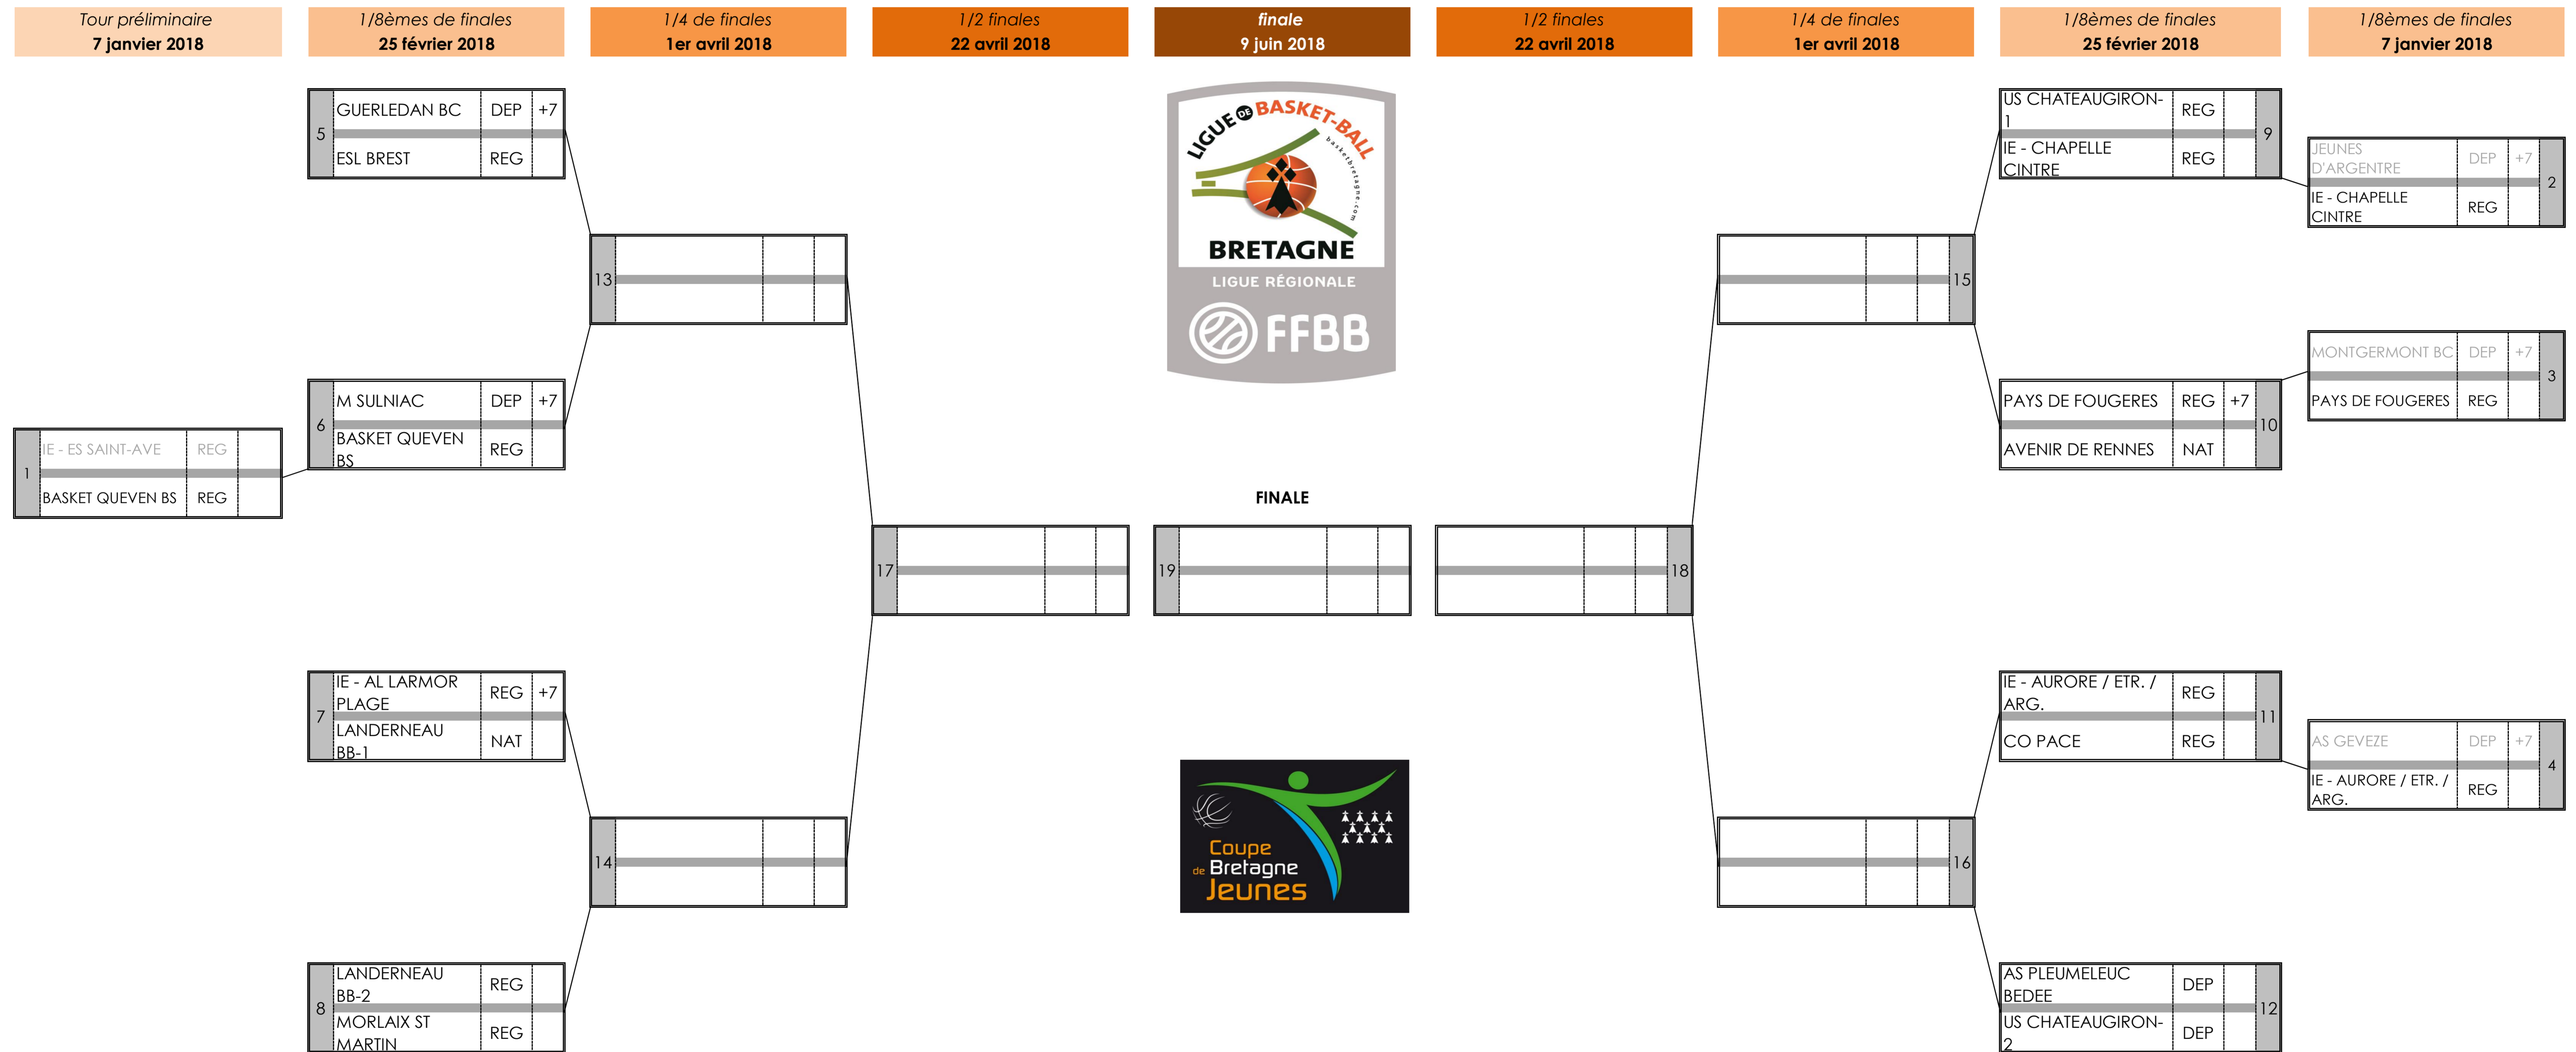 Tour préliminaire
7 janvier 2018
1/8èmes de finales
25 février 2018
1/4 de finales
1er avril 2018
1/2 finales
22 avril 2018
finale
9 juin 2018
1/2 finales
22 avril 2018
1/4 de finales
1er avril 2018
1/8èmes de finales
25 février 2018
1/8èmes de finales
7 janvier 2018
1
IE - ES SAINT-AVE REG
BASKET QUEVEN BS REG
5
GUERLEDAN BC DEP +7
ESL BREST REG
6
M SULNIAC DEP +7
BASKET QUEVEN
BS
REG
7
IE - AL LARMOR
PLAGE
REG +7
LANDERNEAU
BB-1
NAT
8
LANDERNEAU
BB-2
REG
MORLAIX ST
MARTIN
REG
13
14
17
LIGUE DE BASKET-BALL
basketbretagne.com
BRETAGNE
LIGUE RÉGIONALE
FFBB
FINALE
19
Coupe
de Bretagne
Jeunes
18
15
16
US CHATEAUGIRON-
1
REG
9
IE - CHAPELLE
CINTRE
REG
PAYS DE FOUGERES REG +7
10
AVENIR DE RENNES NAT
IE - AURORE / ETR. /
ARG.
REG
11
CO PACE REG
AS PLEUMELEUC
BEDEE
DEP
12
US CHATEAUGIRON-
2
DEP
JEUNES
D'ARGENTRE
DEP +7
2
IE - CHAPELLE
CINTRE
REG
MONTGERMONT BC DEP +7
3
PAYS DE FOUGERES REG
AS GEVEZE DEP +7
4
IE - AURORE / ETR. /
ARG.
REG